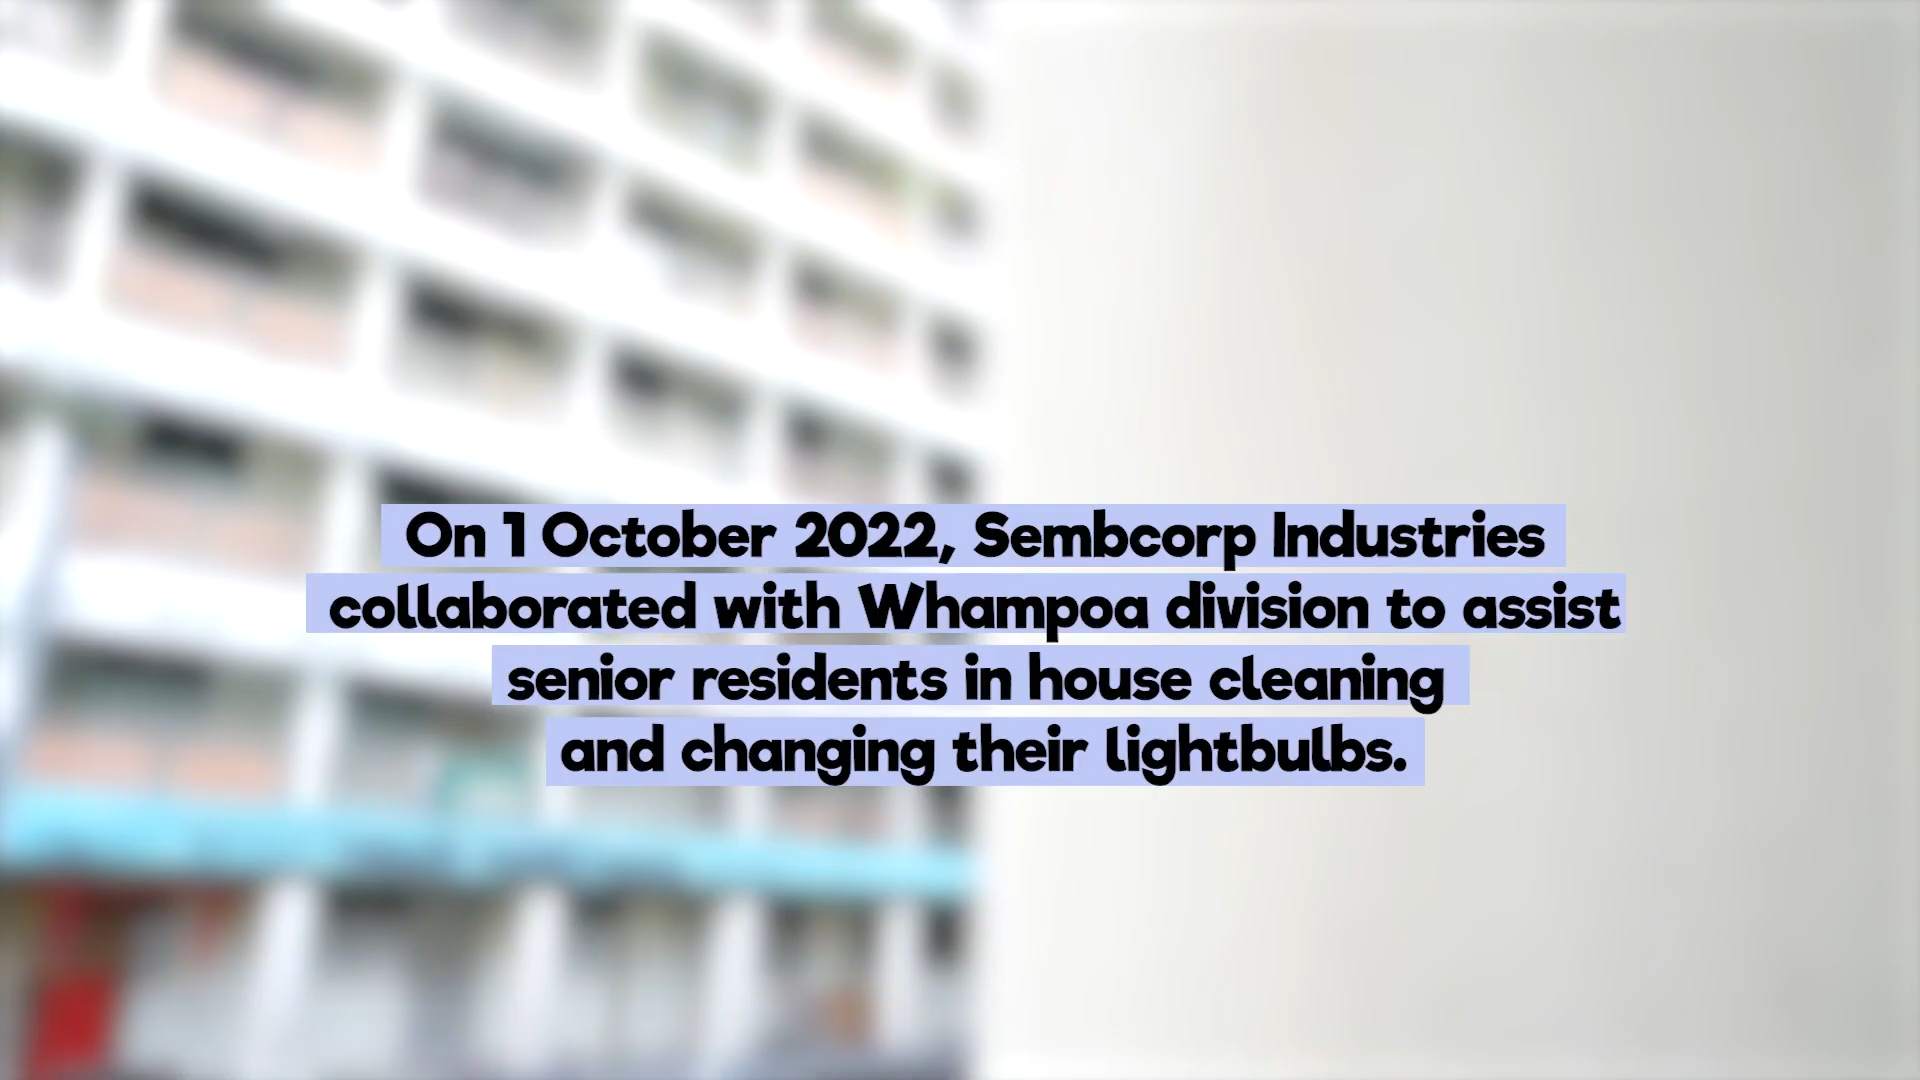 On 1 October 2022, Sembcorp Industries
collaborated with Whampoa division to assist
senior residents in house cleaning
and changing their lightbulbs.